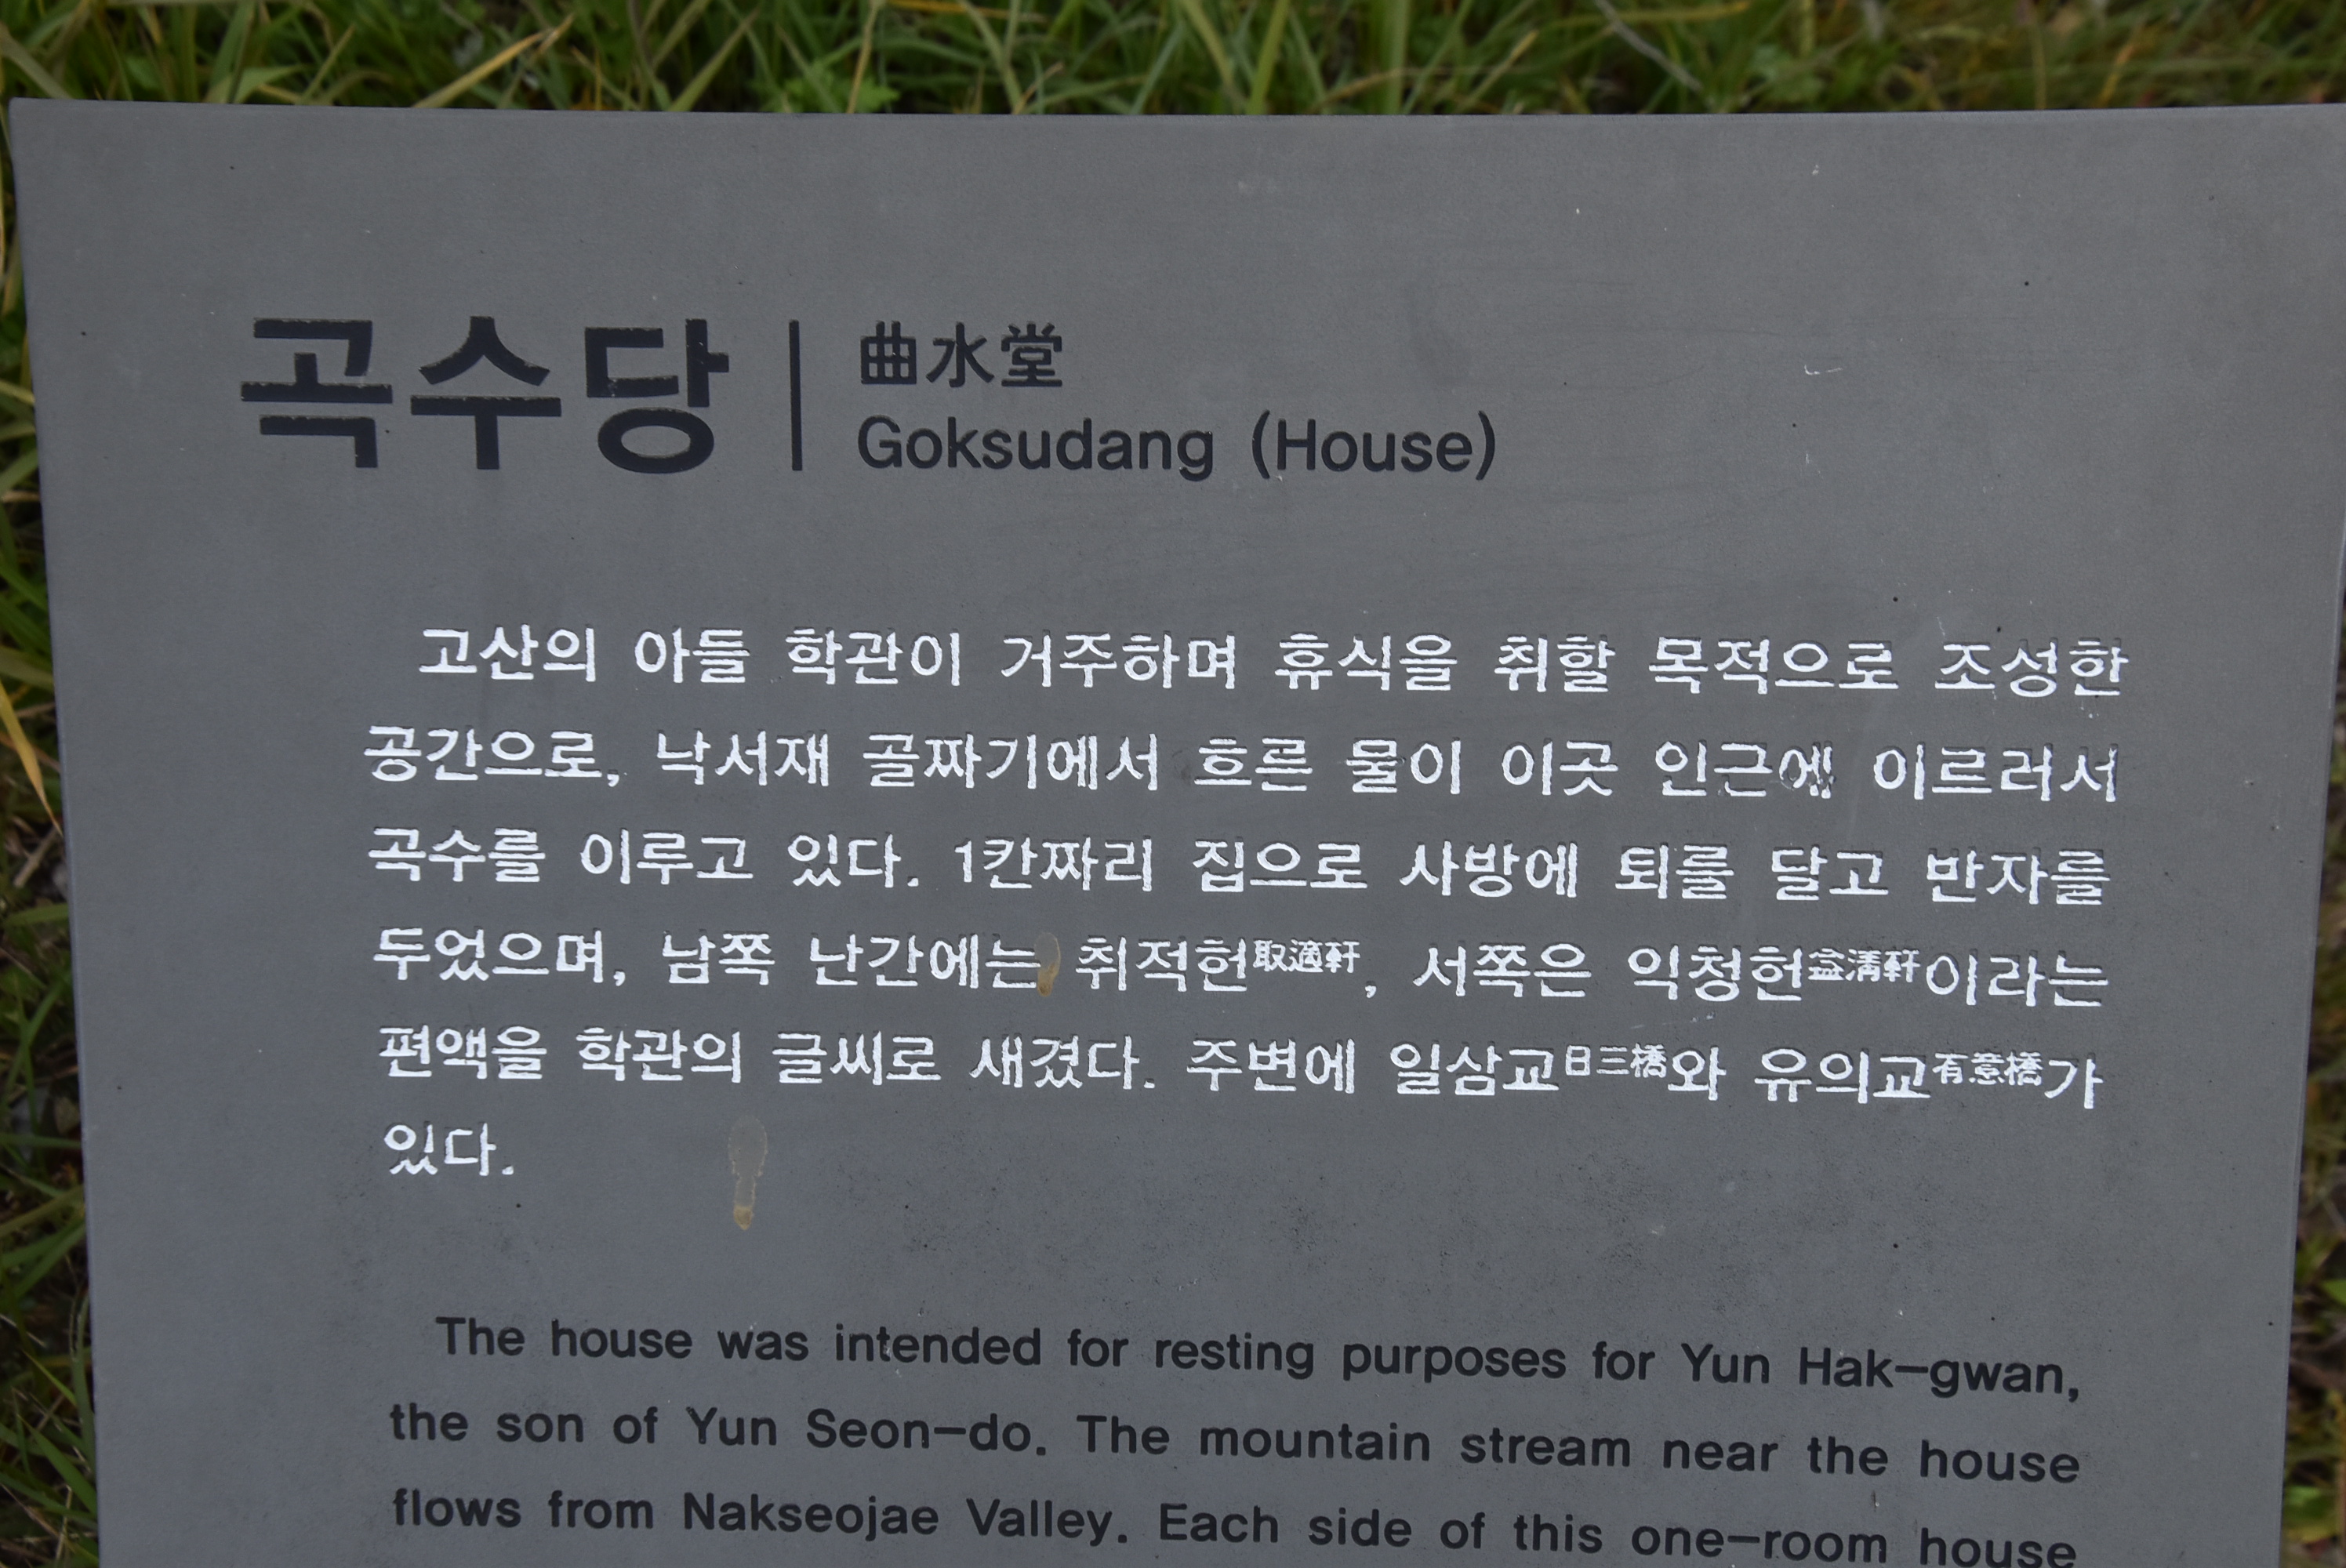 곡수당
曲水堂
Goksudang (House)
고산의 아들 학관이 거주하며 휴식을 취할 목적으로 조성한
공간으로, 낙서재 골짜기에서 흐른 물이 이곳 인근에 이르러서
곡수를 이루고 있다. 1칸짜리 집으로 사방에 퇴를 달고 반자를
두었으며, 남쪽 난간에는 취적헌取適軒, 서쪽은 익청헌益淸軒이라는
편액을 학관의 글씨로 새겼다. 주변에 일삼교日三橋와 유의교有意橋가
있다.
The house was intended for resting purposes for Yun Hak-gwan,
the son of Yun Seon-do. The mountain stream near the house
flows from Nakseojae Valley. Each side of this one-room house